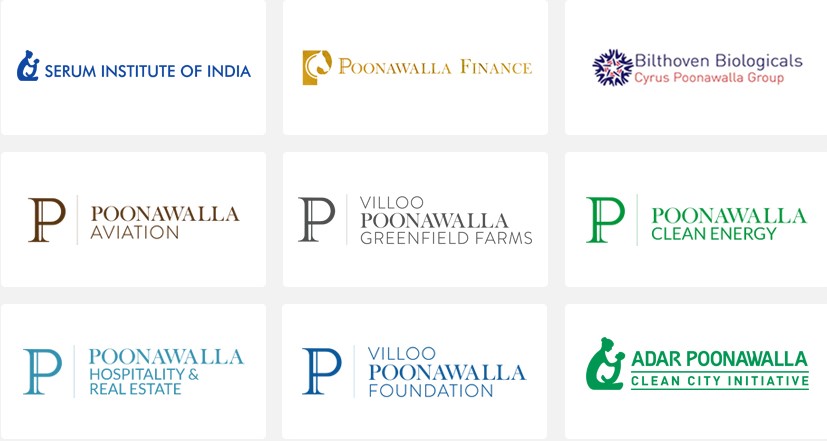 SERUM INSTITUTE OF INDIA
POONAWALLA FINANCE
Bilthoven Biologicals
Cyrus Poonawalla Group
P
POONAWALLA
AVIATION
P
VILLOO
POONAWALLA
GREENFIELD FARMS
P
POONAWALLA
CLEAN ENERGY
P
POONAWALLA
HOSPITALITY &
REAL ESTATE
P
VILLOO
POONAWALLA
FOUNDATION
ADAR POONAWALLA
CLEAN CITY INITIATIVE